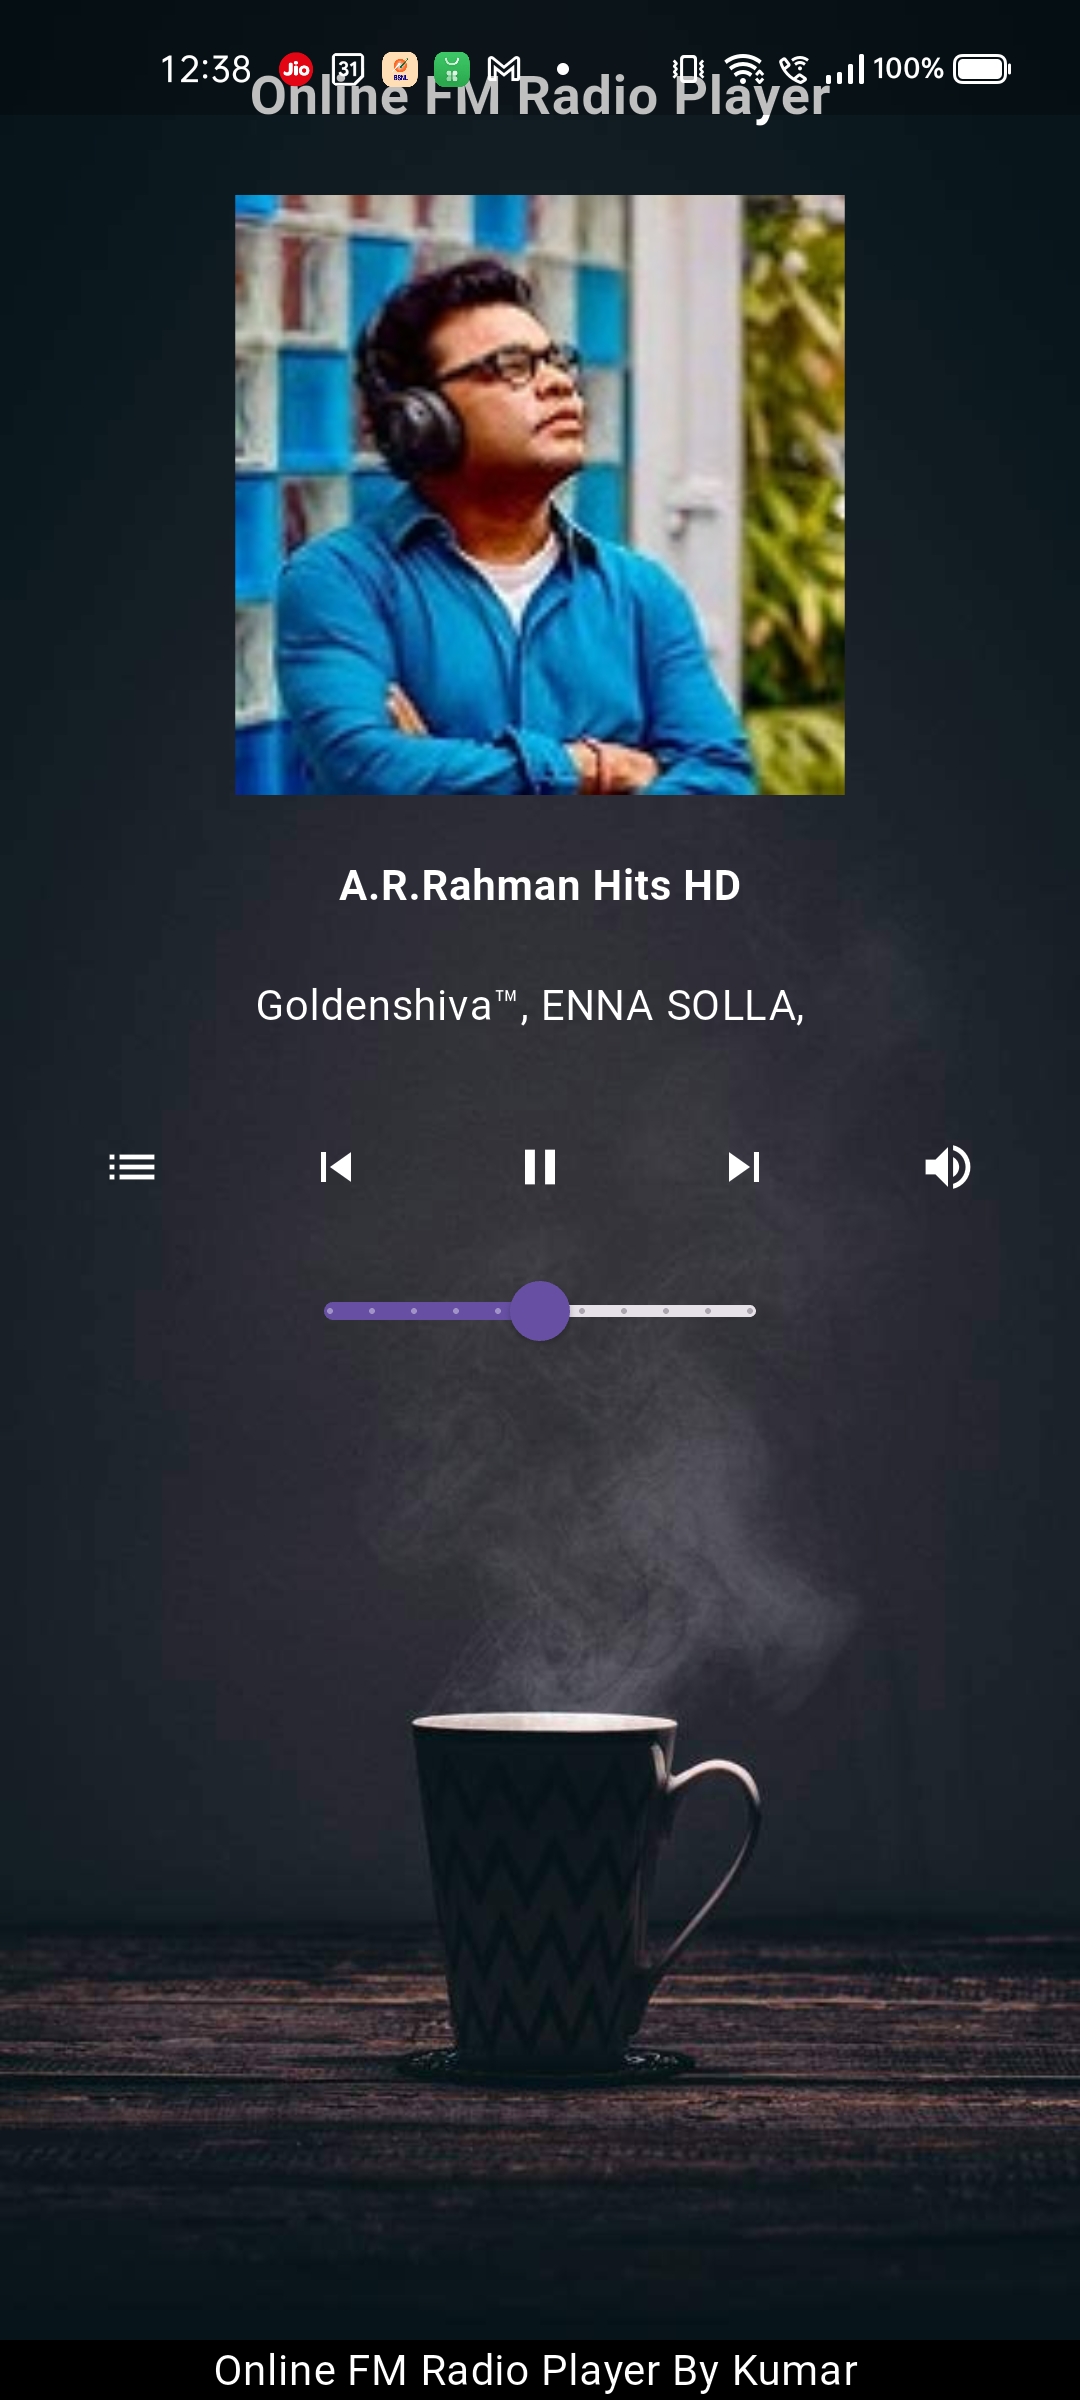 12:38 Jio 31 BSNL 100%
Online FM Radio Player
A.R.Rahman Hits HD
Goldenshiva™, ENNA SOLLA,
Online FM Radio Player By Kumar